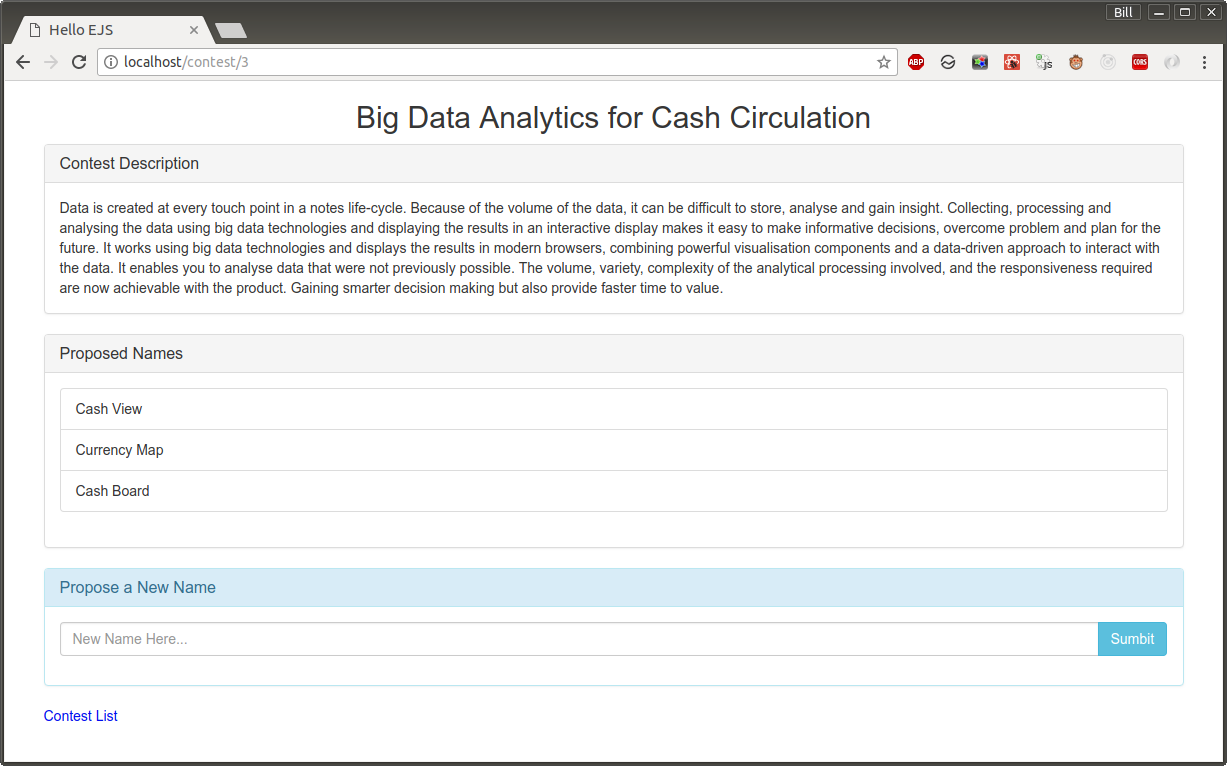 Bill
Hello EJS
localhost/contest/3
ABP
JS
CORS
Big Data Analytics for Cash Circulation
Contest Description
Data is created at every touch point in a notes life-cycle. Because of the volume of the data, it can be difficult to store, analyse and gain insight. Collecting, processing and
analysing the data using big data technologies and displaying the results in an interactive display makes it easy to make informative decisions, overcome problem and plan for the
future. It works using big data technologies and displays the results in modern browsers, combining powerful visualisation components and a data-driven approach to interact with
the data. It enables you to analyse data that were not previously possible. The volume, variety, complexity of the analytical processing involved, and the responsiveness required
are now achievable with the product. Gaining smarter decision making but also provide faster time to value.
Proposed Names
Cash View
Currency Map
Cash Board
Propose a New Name
New Name Here...
Sumbit
Contest List